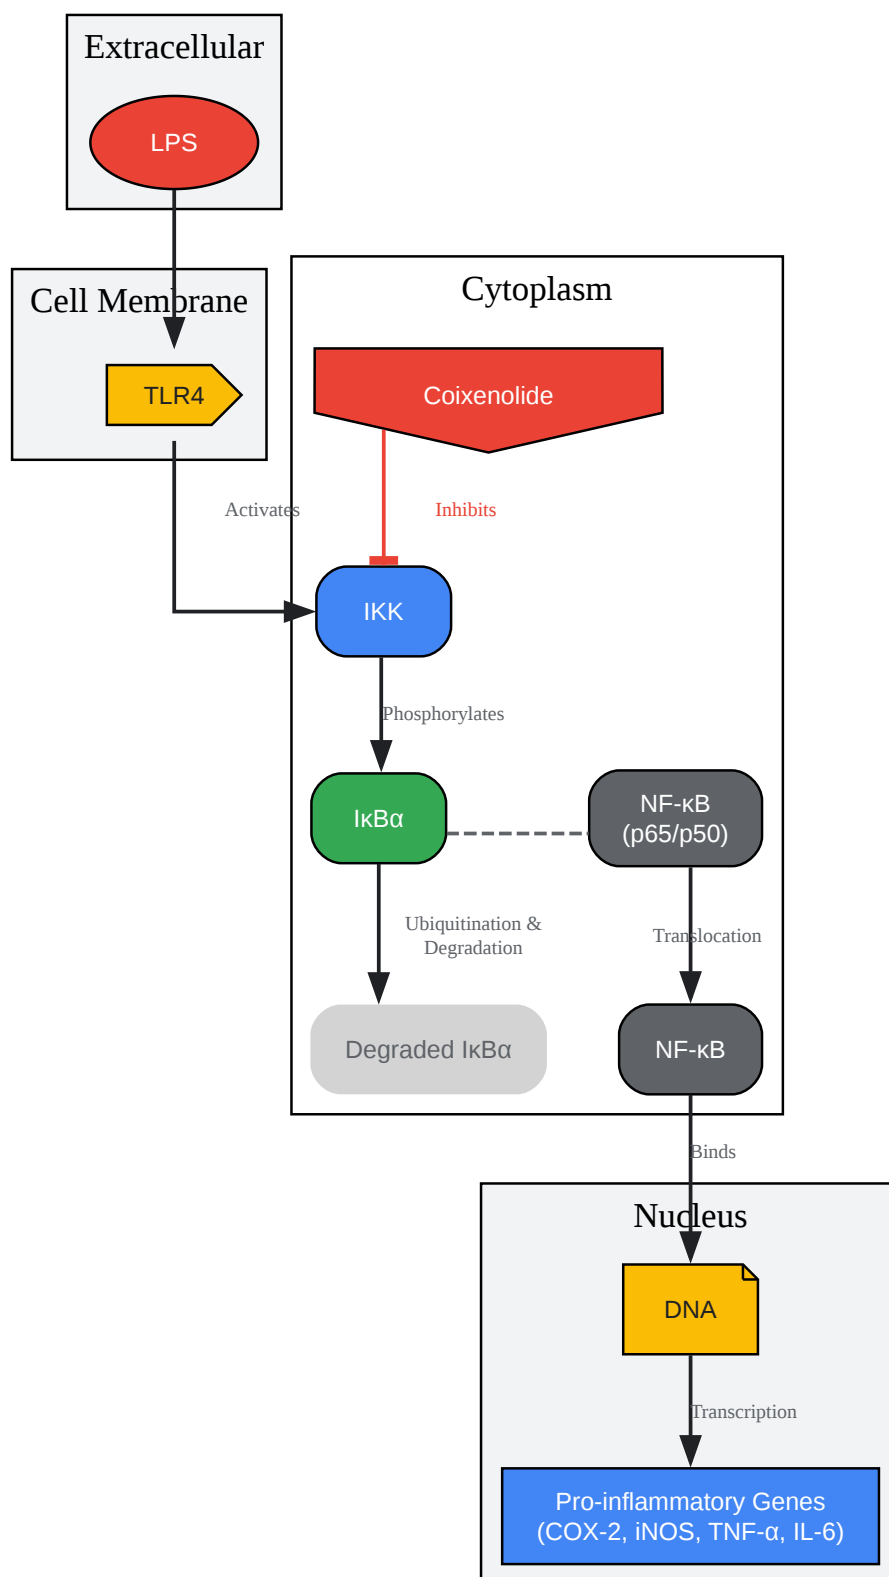 Extracellular
LPS
Cell Membrane
TLR4
Cytoplasm
Coixenolide
Activates
Inhibits
IKK
Phosphorylates
IκBα
NF-κB
(p65/p50)
Ubiquitination &
Degradation
Translocation
Degraded IκBα
NF-κB
Binds
Nucleus
DNA
Transcription
Pro-inflammatory Genes
(COX-2, iNOS, TNF-α, IL-6)